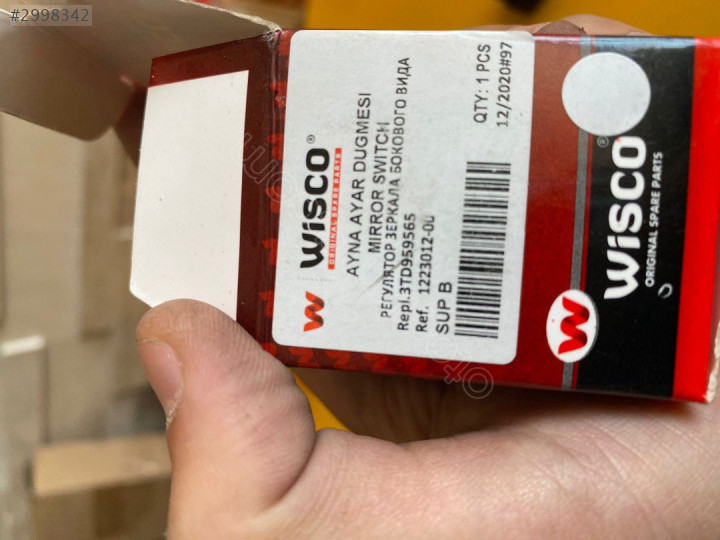 #2998342
WISCO®
ORIGINAL SPARE PARTS
AYNA AYAR DUGMESI
MIRROR SWITCH
РЕГУЛЯТОР ЗЕРКАЛА БОКОВОГО ВИДА
Repl.3TD959565
Ref. 1223012-00
SUP B
QTY: 1 PCS
12/2020#97
WISCO®
ORIGINAL SPARE PARTS